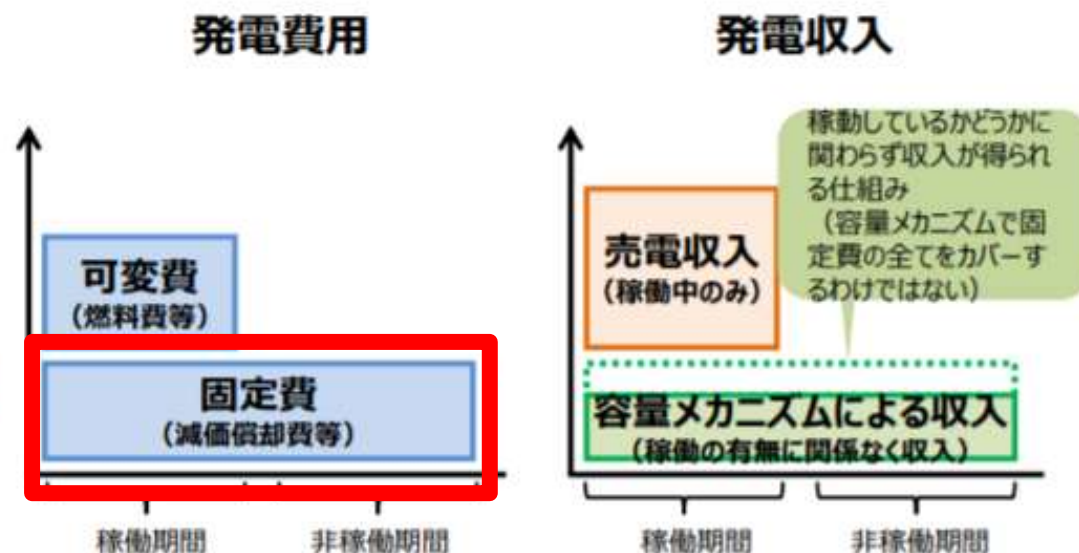 発電費用
発電収入
可変費
（燃料費等）
固定費
（減価償却費等）
稼働期間
非稼働期間
稼動しているかどうかに
関わらず収入が得られ
る仕組み
（容量メカニズムで固
定費の全てをカバーす
るわけではない）
売電収入
（稼働中のみ）
容量メカニズムによる収入
（稼働の有無に関係なく収入）
稼働期間
非稼働期間